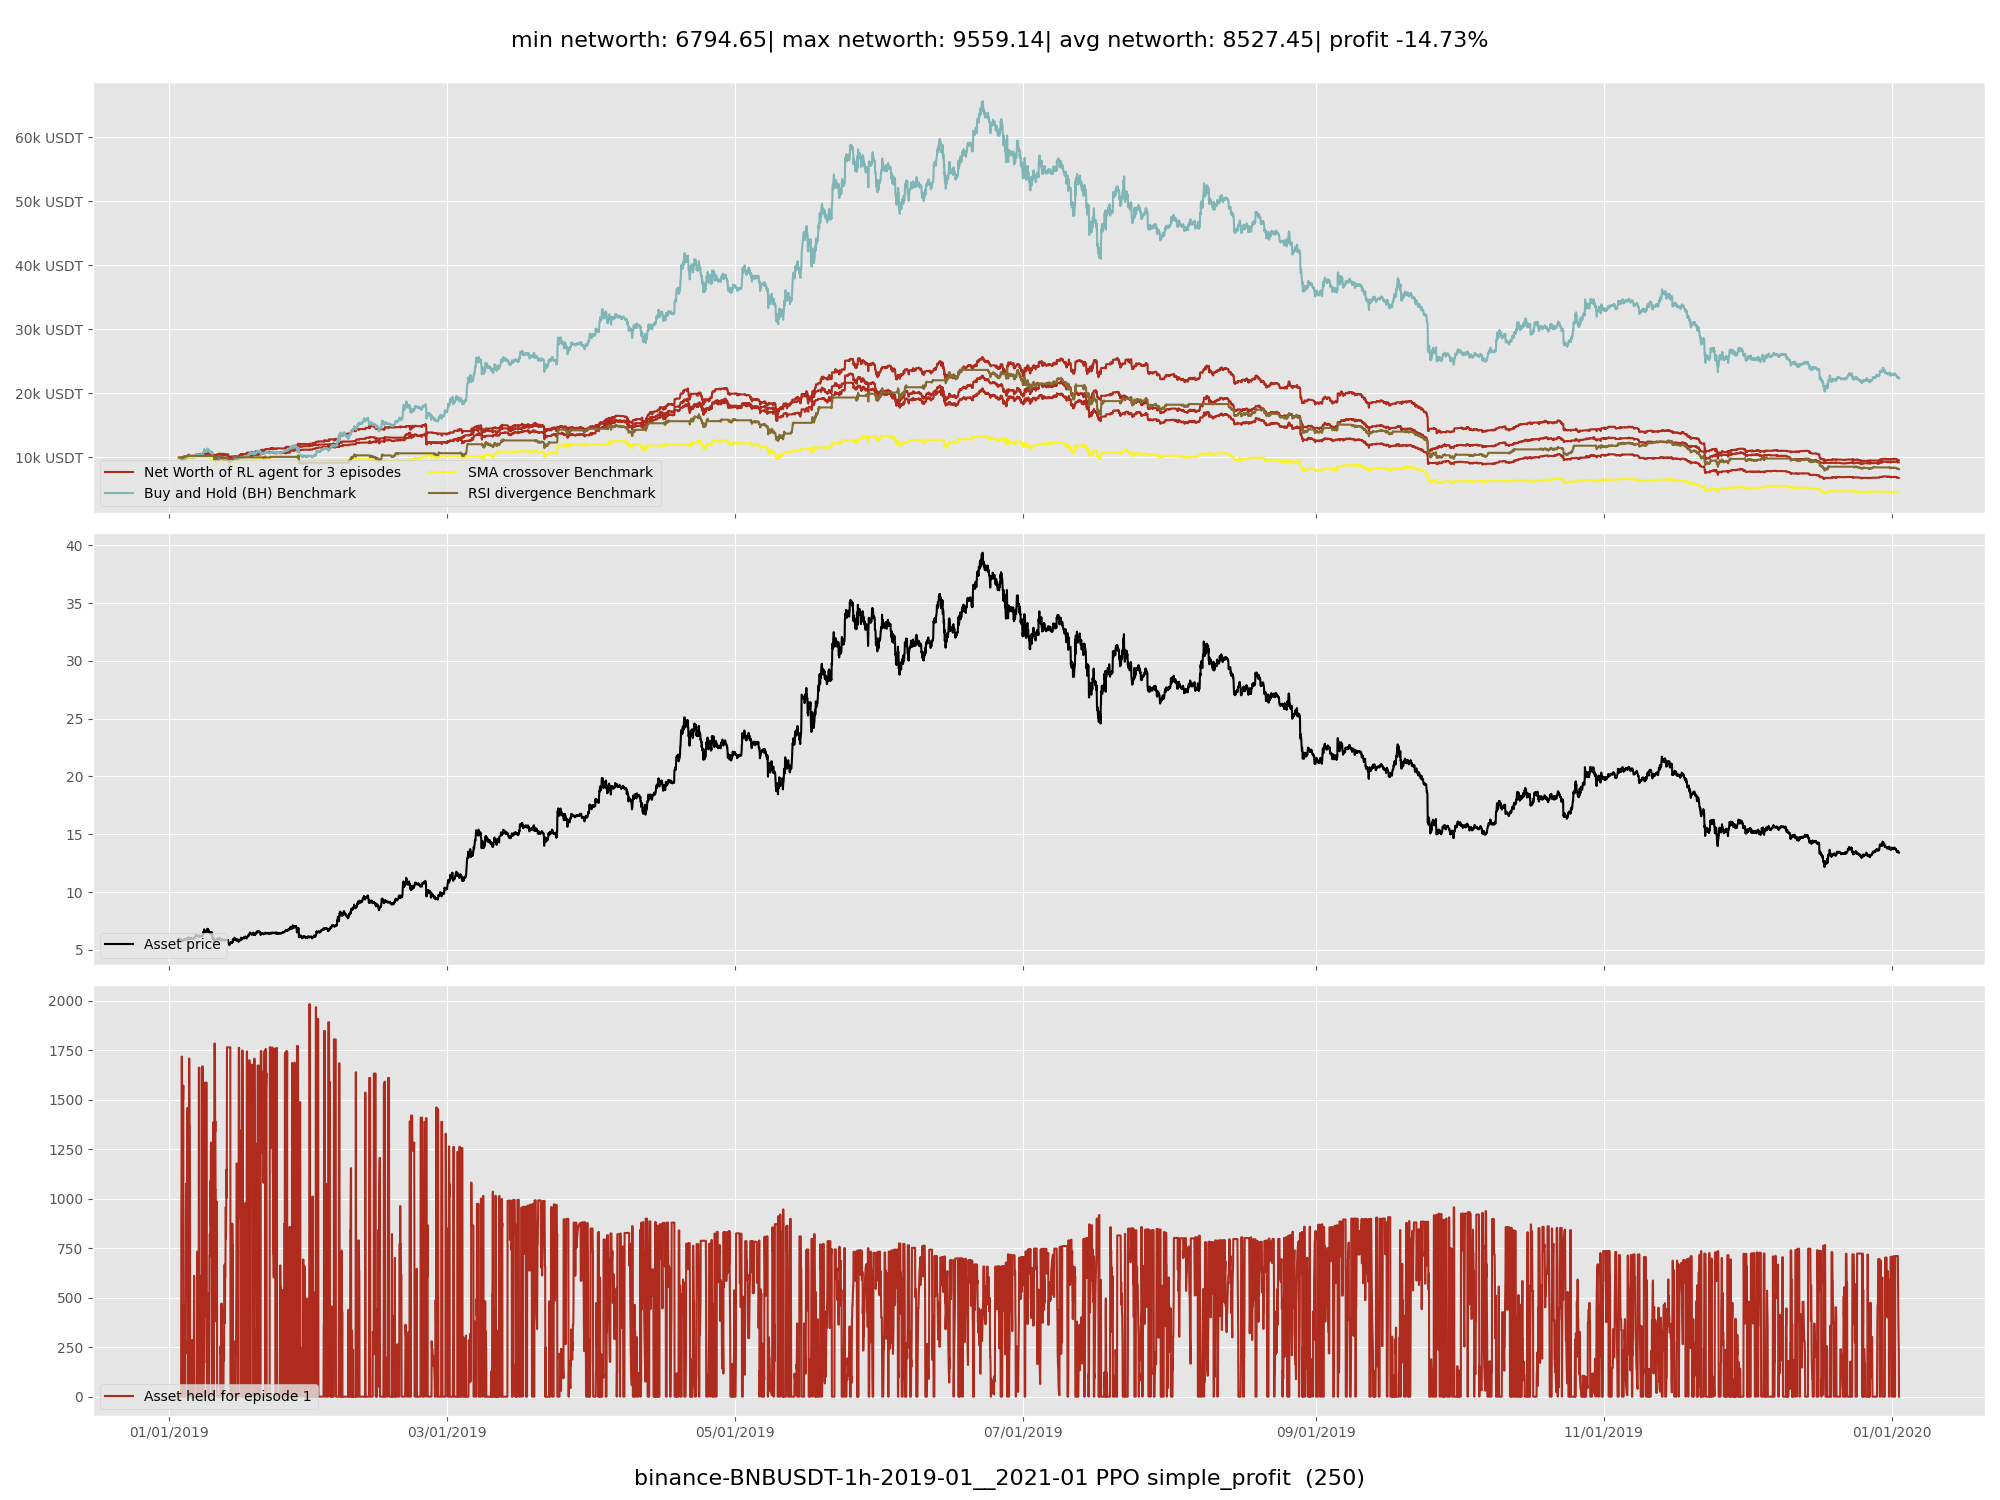 min networth: 6794.65| max networth: 9559.14| avg networth: 8527.45| profit -14.73%
60k USDT
50k USDT
40k USDT
30k USDT
20k USDT
10k USDT
Net Worth of RL agent for 3 episodes
Buy and Hold (BH) Benchmark
SMA crossover Benchmark
RSI divergence Benchmark
40
35
30
25
20
15
10
5
Asset price
2000
1750
1500
1250
1000
750
500
250
0
Asset held for episode 1
01/01/2019
03/01/2019
05/01/2019
07/01/2019
09/01/2019
11/01/2019
01/01/2020
binance-BNBUSDT-1h-2019-01__2021-01 PPO simple_profit (250)